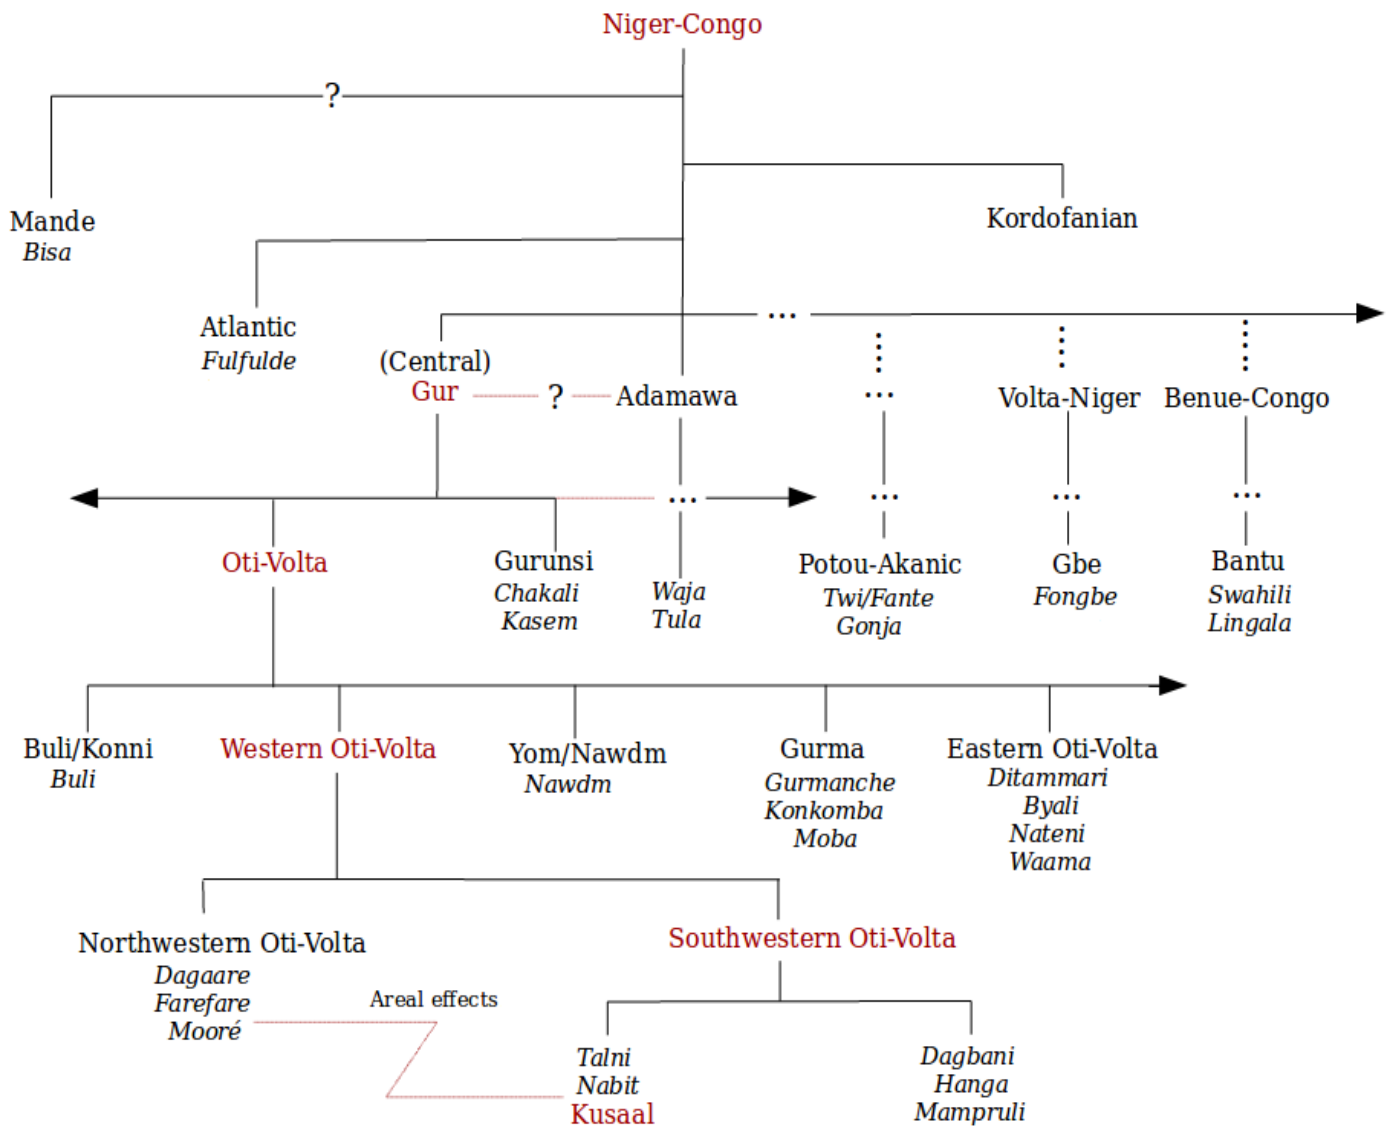 Niger-Congo
?
Mande
Bisa
Kordofanian
Atlantic
Fulfulde
...
(Central)
Gur
?
Adamawa
...
Volta-Niger
Benue-Congo
...
...
...
...
Oti-Volta
Gurunsi
Chakali
Kasem
Waja
Tula
Potou-Akanic
Twi/Fante
Gonja
Gbe
Fongbe
Bantu
Swahili
Lingala
Buli/Konni
Buli
Western Oti-Volta
Yom/Nawdm
Nawdm
Gurma
Gurmanche
Konkomba
Moba
Eastern Oti-Volta
Ditammari
Byali
Nateni
Waama
Northwestern Oti-Volta
Dagaare
Farefare
Mooré
Areal effects
Southwestern Oti-Volta
Talni
Nabit
Kusaal
Dagbani
Hanga
Mampruli